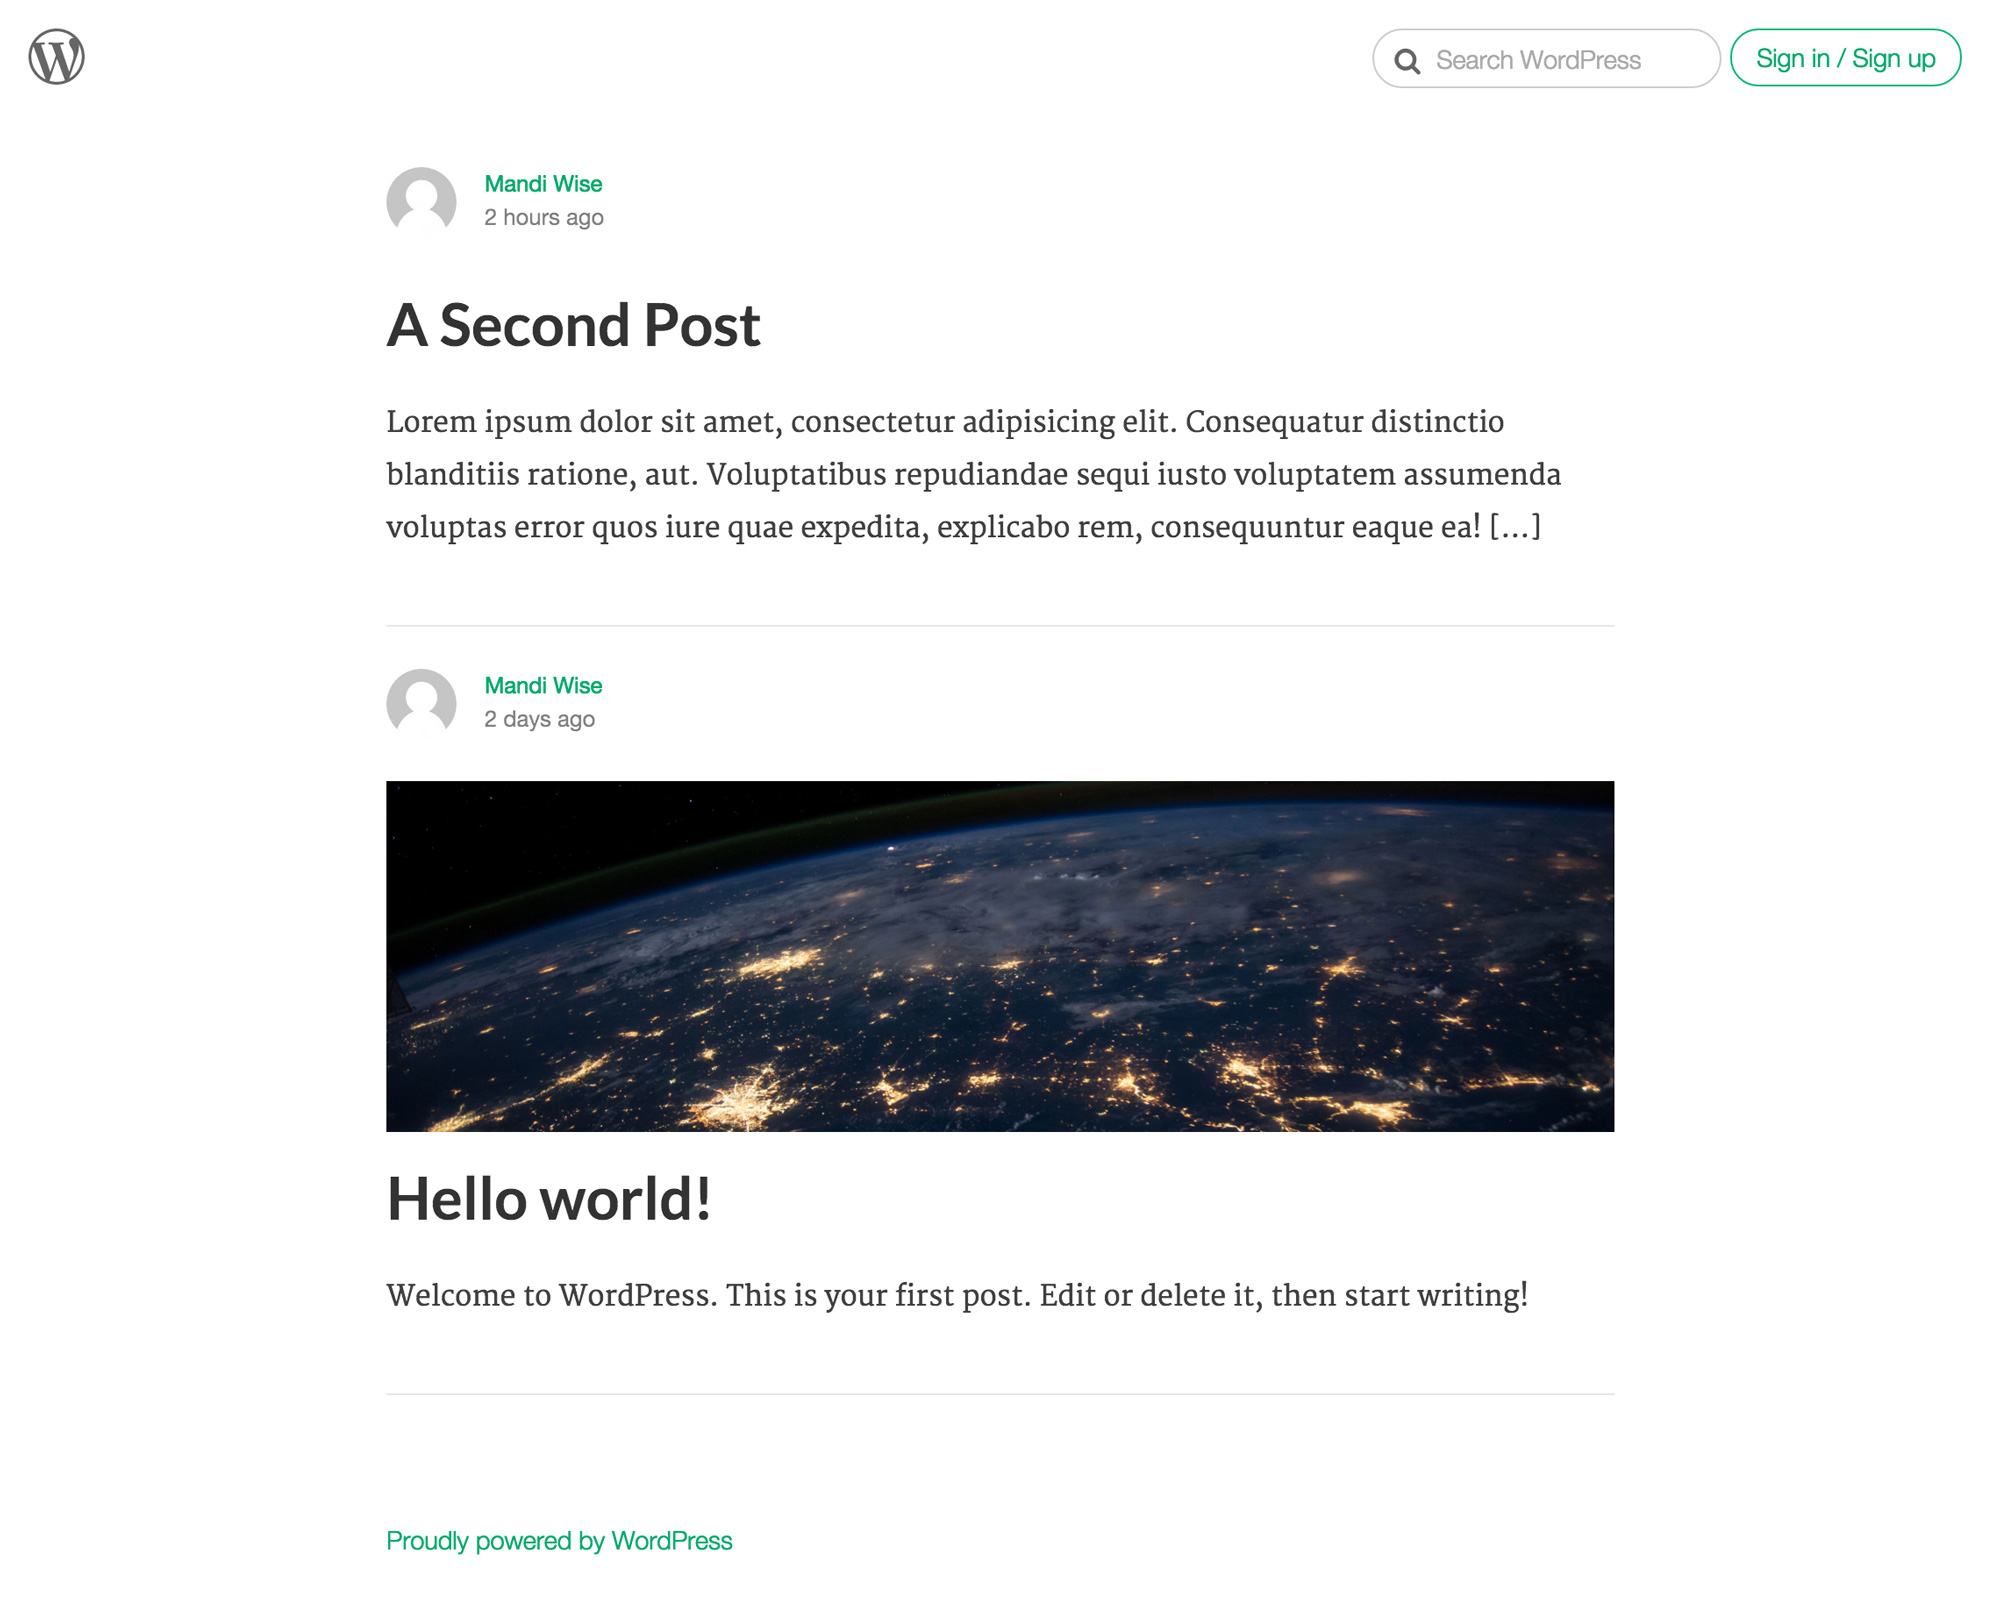 Search WordPress
Sign in / Sign up
Mandi Wise
2 hours ago
A Second Post
Lorem ipsum dolor sit amet, consectetur adipisicing elit. Consequatur distinctio
blanditiis ratione, aut. Voluptatibus repudiandae sequi iusto voluptatem assumenda
voluptas error quos iure quae expedita, explicabo rem, consequuntur eaque ea! […]
Mandi Wise
2 days ago
Hello world!
Welcome to WordPress. This is your first post. Edit or delete it, then start writing!
Proudly powered by WordPress